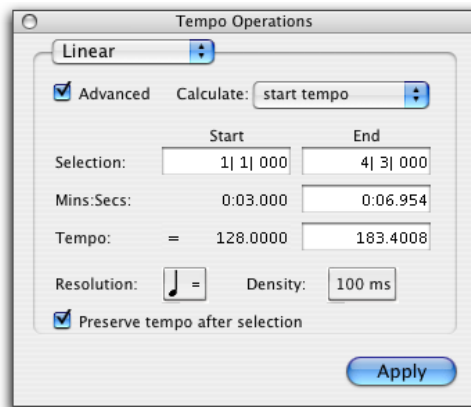 Tempo Operations
Linear
Advanced Calculate: start tempo
Start End
Selection: 1| 1| 000 4| 3| 000
Mins:Secs: 0:03.000 0:06.954
Tempo: = 128.0000 183.4008
Resolution: ♩ = Density: 100 ms
Preserve tempo after selection
Apply